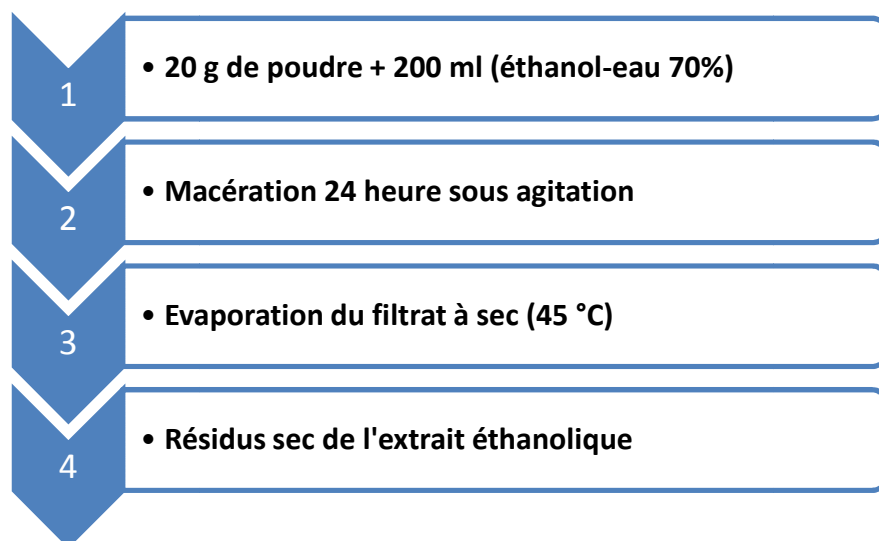 1
• 20 g de poudre + 200 ml (éthanol-eau 70%)
2
• Macération 24 heure sous agitation
3
• Evaporation du filtrat à sec (45 °C)
4
• Résidus sec de l'extrait éthanolique